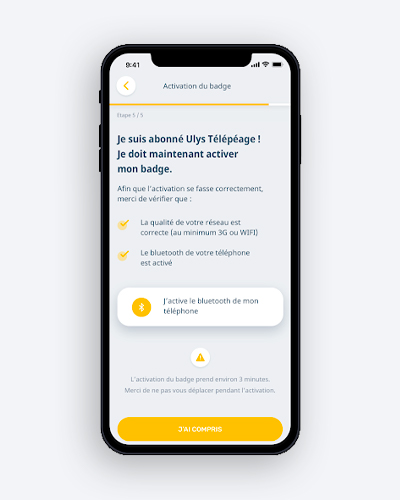 9:41
Activation du badge
Etape 5 / 5
Je suis abonné Ulys Télépéage !
Je doit maintenant activer
mon badge.
Afin que l'activation se fasse correctement,
merci de vérifier que :
La qualité de votre réseau est
correcte (au minimum 3G ou WIFI)
Le bluetooth de votre téléphone
est activé
J'active le bluetooth de mon
téléphone
L'activation du badge prend environ 3 minutes.
Merci de ne pas vous déplacer pendant l'activation.
J'AI COMPRIS